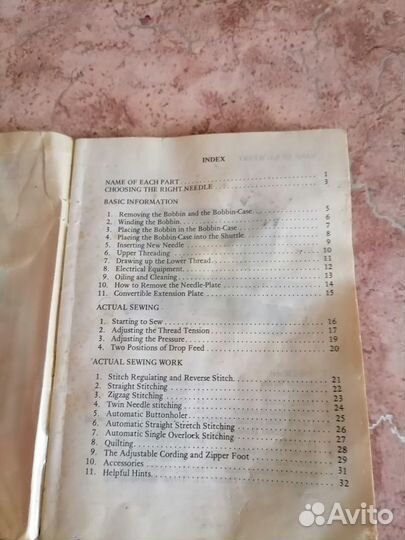 INDEX
NAME OF EACH PART 1
CHOOSING THE RIGHT NEEDLE 3
BASIC INFORMATION
1. Removing the Bobbin and the Bobbin-Case 5
2. Winding the Bobbin 6
3. Placing the Bobbin in the Bobbin-Case 7
4. Placing the Bobbin-Case into the Shuttle 8
5. Inserting New Needle 9
6. Upper Threading 10
7. Drawing up the Lower Thread 11
8. Electrical Equipment 12
9. Oiling and Cleaning 13
10. How to Remove the Needle-Plate 14
11. Convertible Extension Plate 15
ACTUAL SEWING
1. Starting to Sew 16
2. Adjusting the Thread Tension 17
3. Adjusting the Pressure 19
4. Two Positions of Drop Feed 20
ACTUAL SEWING WORK
1. Stitch Regulating and Reverse Stitch 21
2. Straight Stitching 22
3. Zigzag Stitching 23
4. Twin Needle stitching 24
5. Automatic Buttonholer 25
6. Automatic Straight Stretch Stitching 26
7. Automatic Single Overlock Stitching 27
8. Quilting 28
9. The Adjustable Cording and Zipper Foot 29
10. Accessories 31
11. Helpful Hints 32
Avito